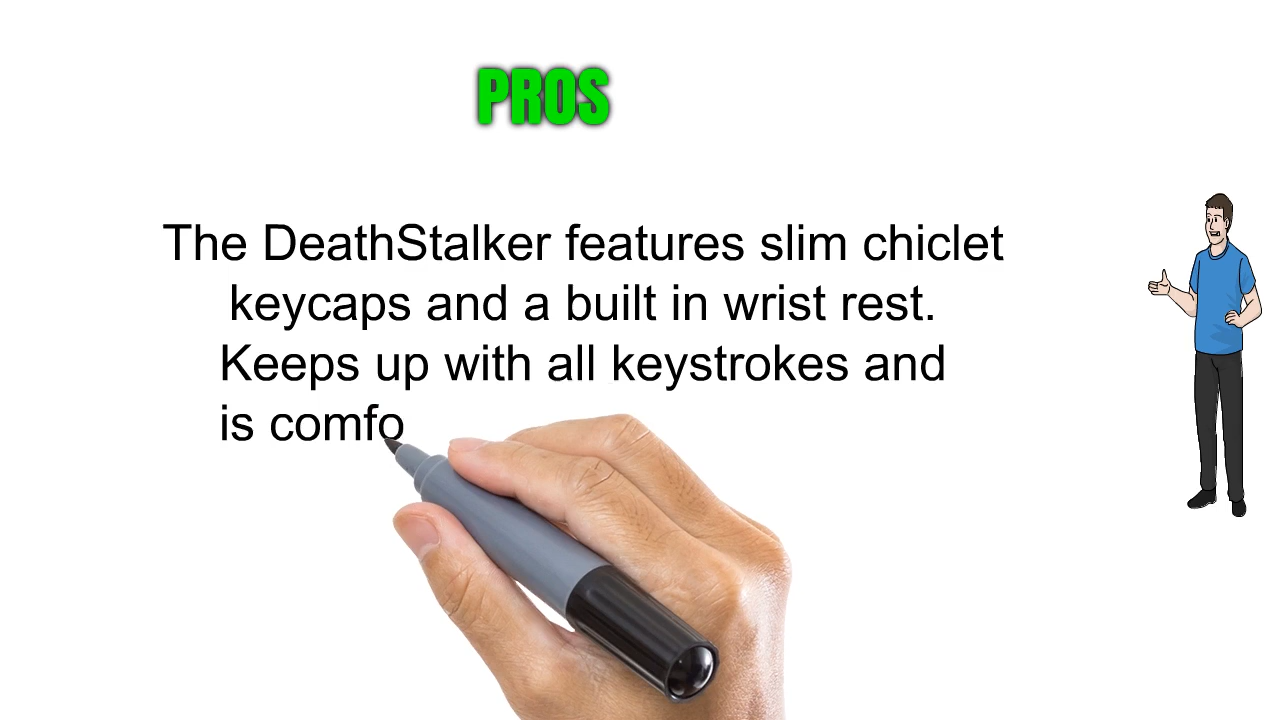 PROS
The DeathStalker features slim chiclet
keycaps and a built in wrist rest.
Keeps up with all keystrokes and
is comfo